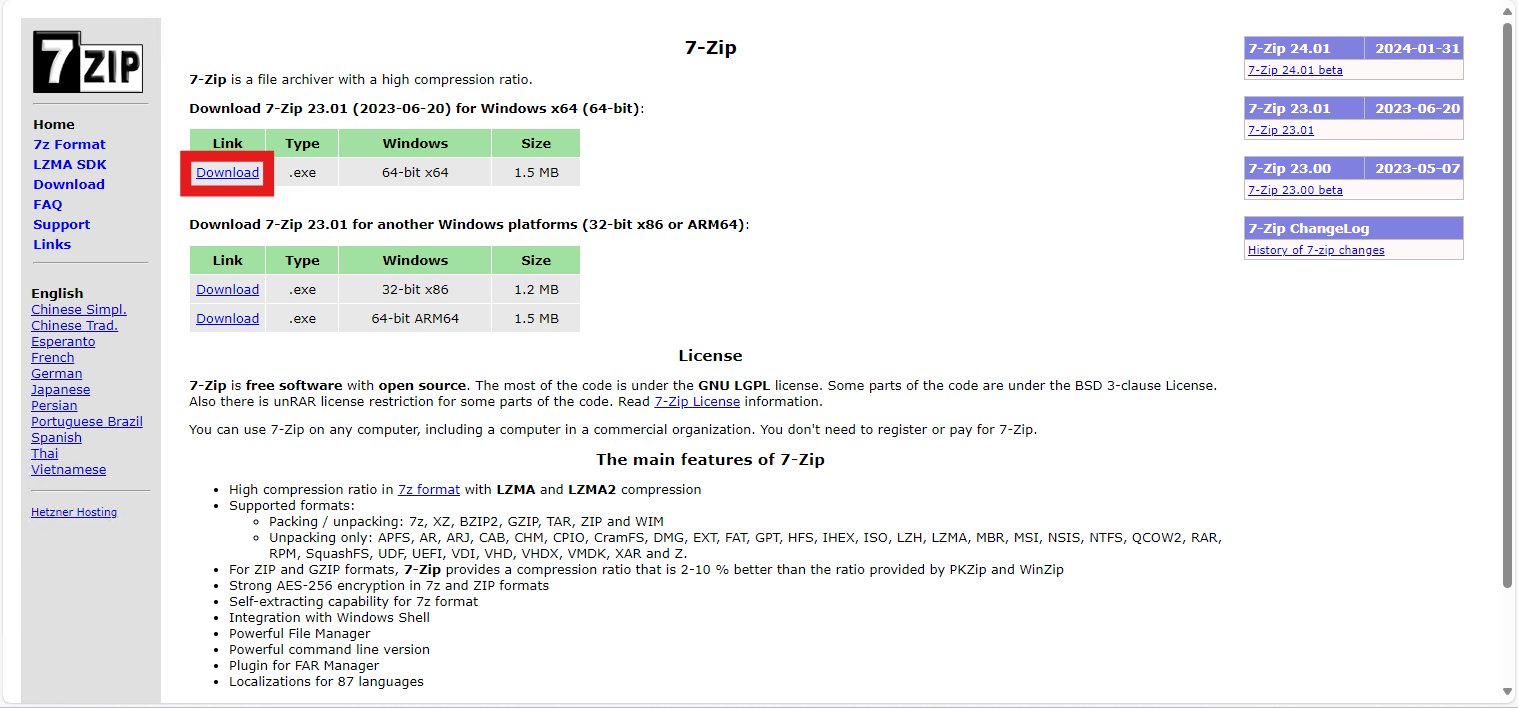 7ZIP
Home
7z Format
LZMA SDK
Download
FAQ
Support
Links
English
Chinese Simpl.
Chinese Trad.
Esperanto
French
German
Japanese
Persian
Portuguese Brazil
Spanish
Thai
Vietnamese
Hetzner Hosting
7-Zip
7-Zip is a file archiver with a high compression ratio.
Download 7-Zip 23.01 (2023-06-20) for Windows x64 (64-bit):
Link Type Windows Size
Download .exe 64-bit x64 1.5 MB
Download 7-Zip 23.01 for another Windows platforms (32-bit x86 or ARM64):
Link Type Windows Size
Download .exe 32-bit x86 1.2 MB
Download .exe 64-bit ARM64 1.5 MB
License
7-Zip is free software with open source. The most of the code is under the GNU LGPL license. Some parts of the code are under the BSD 3-clause License.
Also there is unRAR license restriction for some parts of the code. Read 7-Zip License information.
You can use 7-Zip on any computer, including a computer in a commercial organization. You don't need to register or pay for 7-Zip.
The main features of 7-Zip
• High compression ratio in 7z format with LZMA and LZMA2 compression
• Supported formats:
◦ Packing / unpacking: 7z, XZ, BZIP2, GZIP, TAR, ZIP and WIM
◦ Unpacking only: APFS, AR, ARJ, CAB, CHM, CPIO, CramFS, DMG, EXT, FAT, GPT, HFS, IHEX, ISO, LZH, LZMA, MBR, MSI, NSIS, NTFS, QCOW2, RAR,
RPM, SquashFS, UDF, UEFI, VDI, VHD, VHDX, VMDK, XAR and Z.
• For ZIP and GZIP formats, 7-Zip provides a compression ratio that is 2-10 % better than the ratio provided by PKZip and WinZip
• Strong AES-256 encryption in 7z and ZIP formats
• Self-extracting capability for 7z format
• Integration with Windows Shell
• Powerful File Manager
• Powerful command line version
• Plugin for FAR Manager
• Localizations for 87 languages
7-Zip 24.01 2024-01-31
7-Zip 24.01 beta
7-Zip 23.01 2023-06-20
7-Zip 23.01
7-Zip 23.00 2023-05-07
7-Zip 23.00 beta
7-Zip ChangeLog
History of 7-zip changes